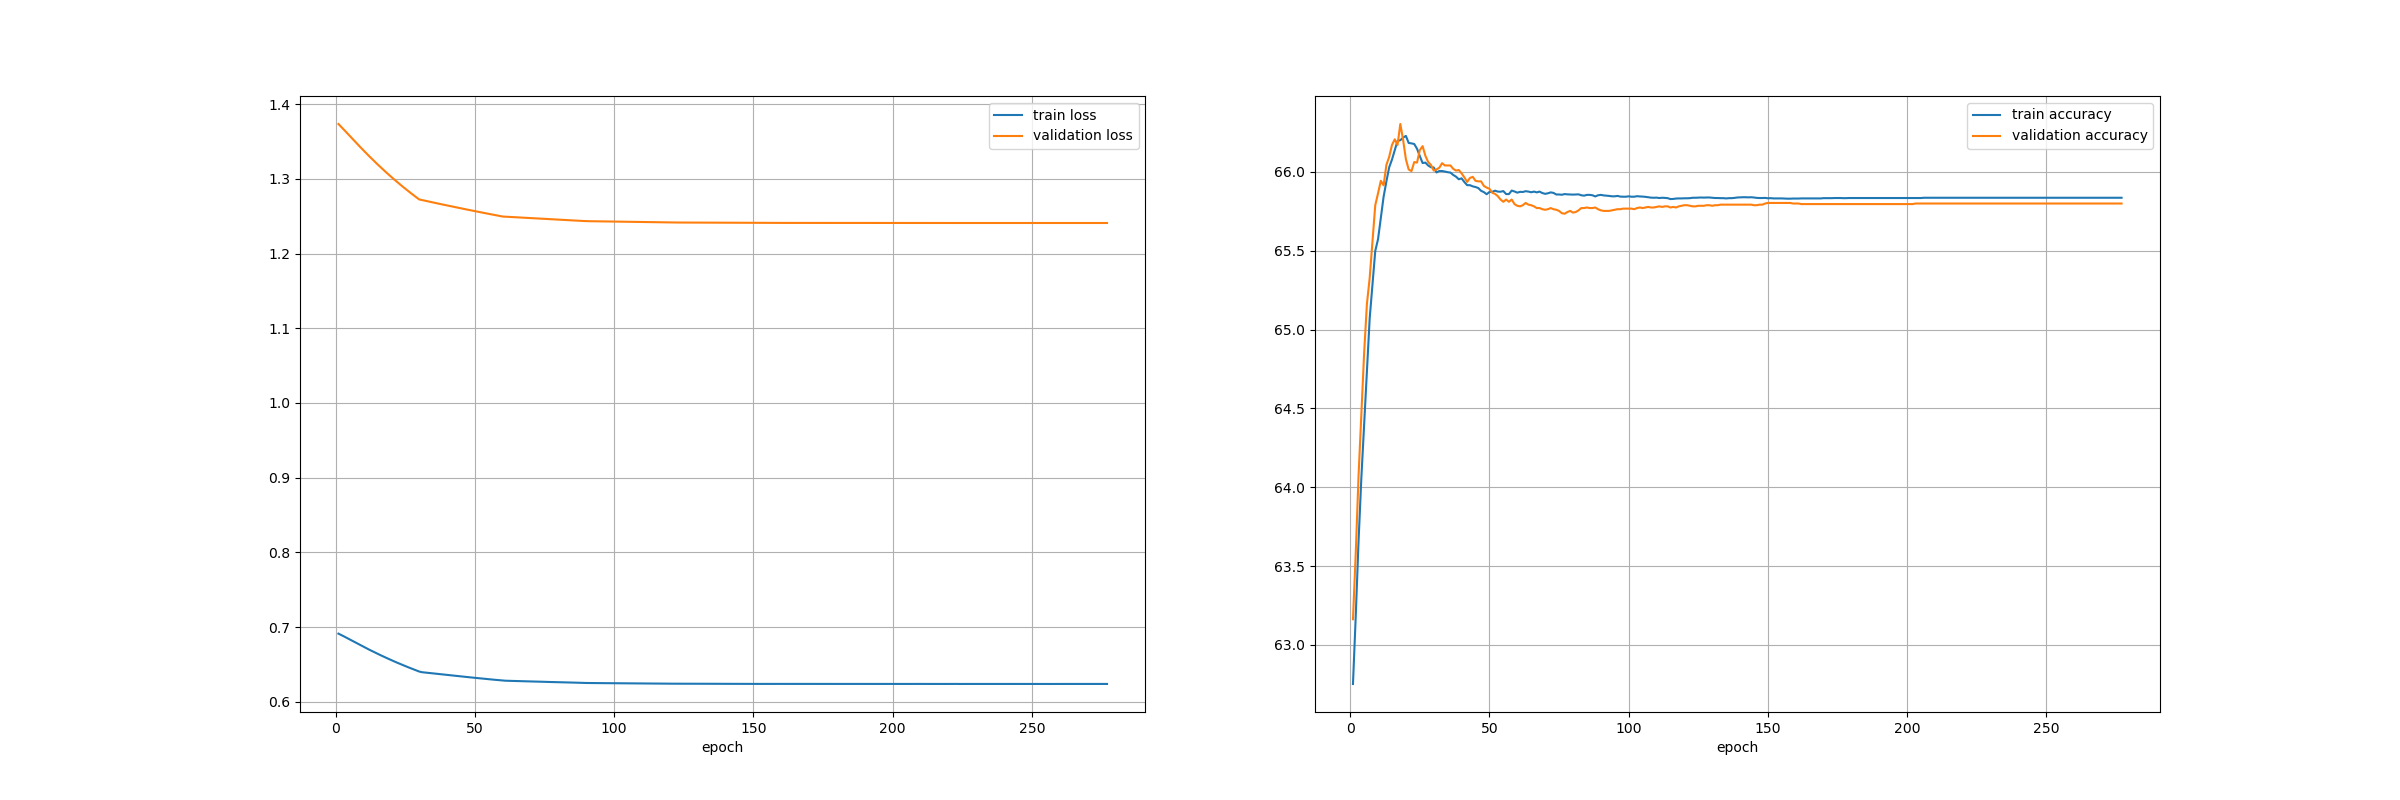 1.4
1.3
1.2
1.1
1.0
0.9
0.8
0.7
0.6
0 50 100 150 200 250
epoch
train loss
validation loss
66.0
65.5
65.0
64.5
64.0
63.5
63.0
0 50 100 150 200 250
epoch
train accuracy
validation accuracy